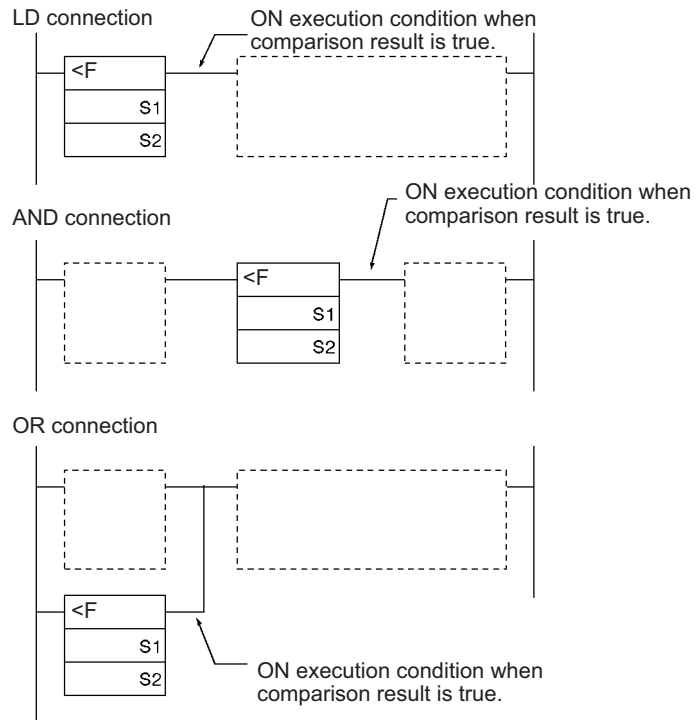 LD connection
ON execution condition when
comparison result is true.
<F
S1
S2
ON execution condition when
comparison result is true.
AND connection
<F
S1
S2
OR connection
<F
S1
S2
ON execution condition when
comparison result is true.